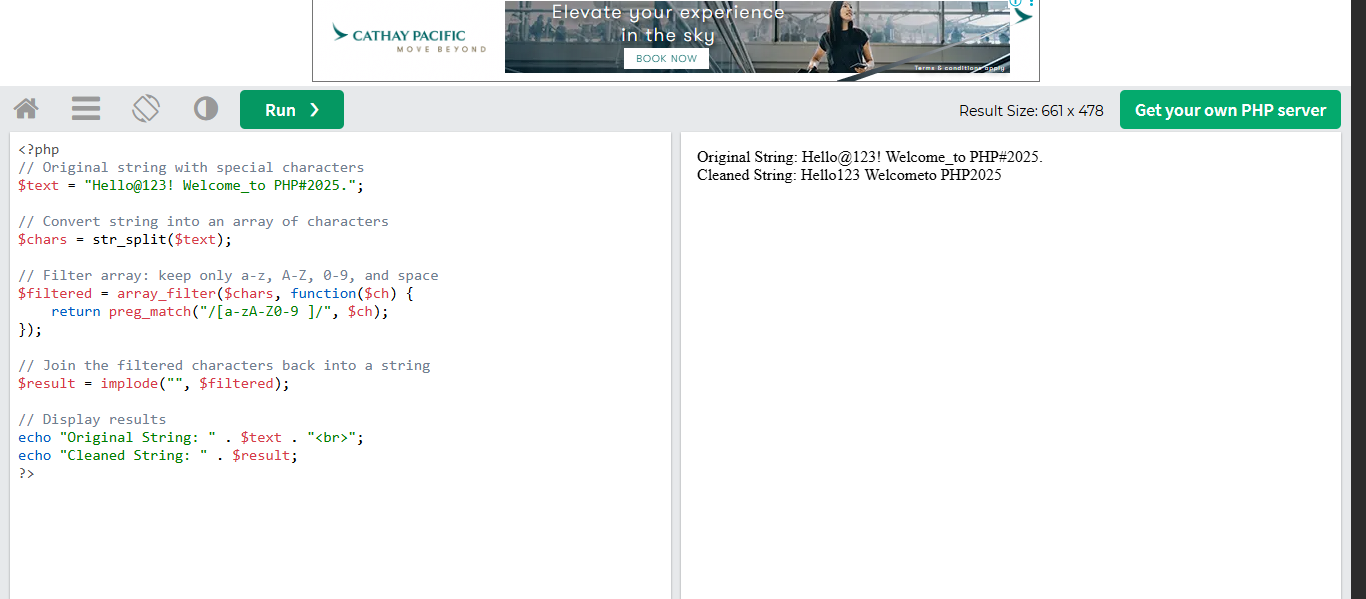 Elevate your experience
in the sky
CATHAY PACIFIC
MOVE BEYOND
BOOK NOW
Terms & conditions apply
Run ❯
Result Size: 661 x 478
Get your own PHP server
<?php
// Original string with special characters
$text = "Hello@123! Welcome_to PHP#2025.";
// Convert string into an array of characters
$chars = str_split($text);
// Filter array: keep only a-z, A-Z, 0-9, and space
$filtered = array_filter($chars, function($ch) {
    return preg_match("/[a-zA-Z0-9 ]/", $ch);
});
// Join the filtered characters back into a string
$result = implode("", $filtered);
// Display results
echo "Original String: " . $text . "<br>";
echo "Cleaned String: " . $result;
?>
Original String: Hello@123! Welcome_to PHP#2025.
Cleaned String: Hello123 Welcometo PHP2025